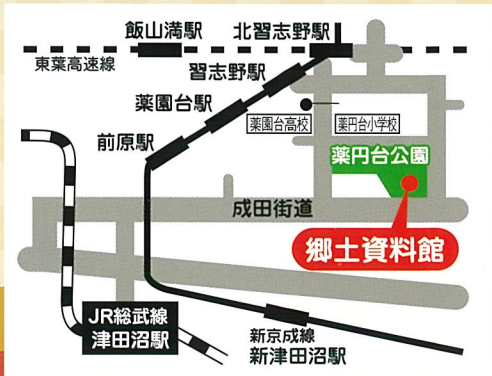 飯山満駅
北習志野駅
東葉高速線
習志野駅
薬園台駅
薬園台高校
薬円台小学校
前原駅
薬円台公園
成田街道
郷土資料館
JR総武線
津田沼駅
新京成線
新津田沼駅